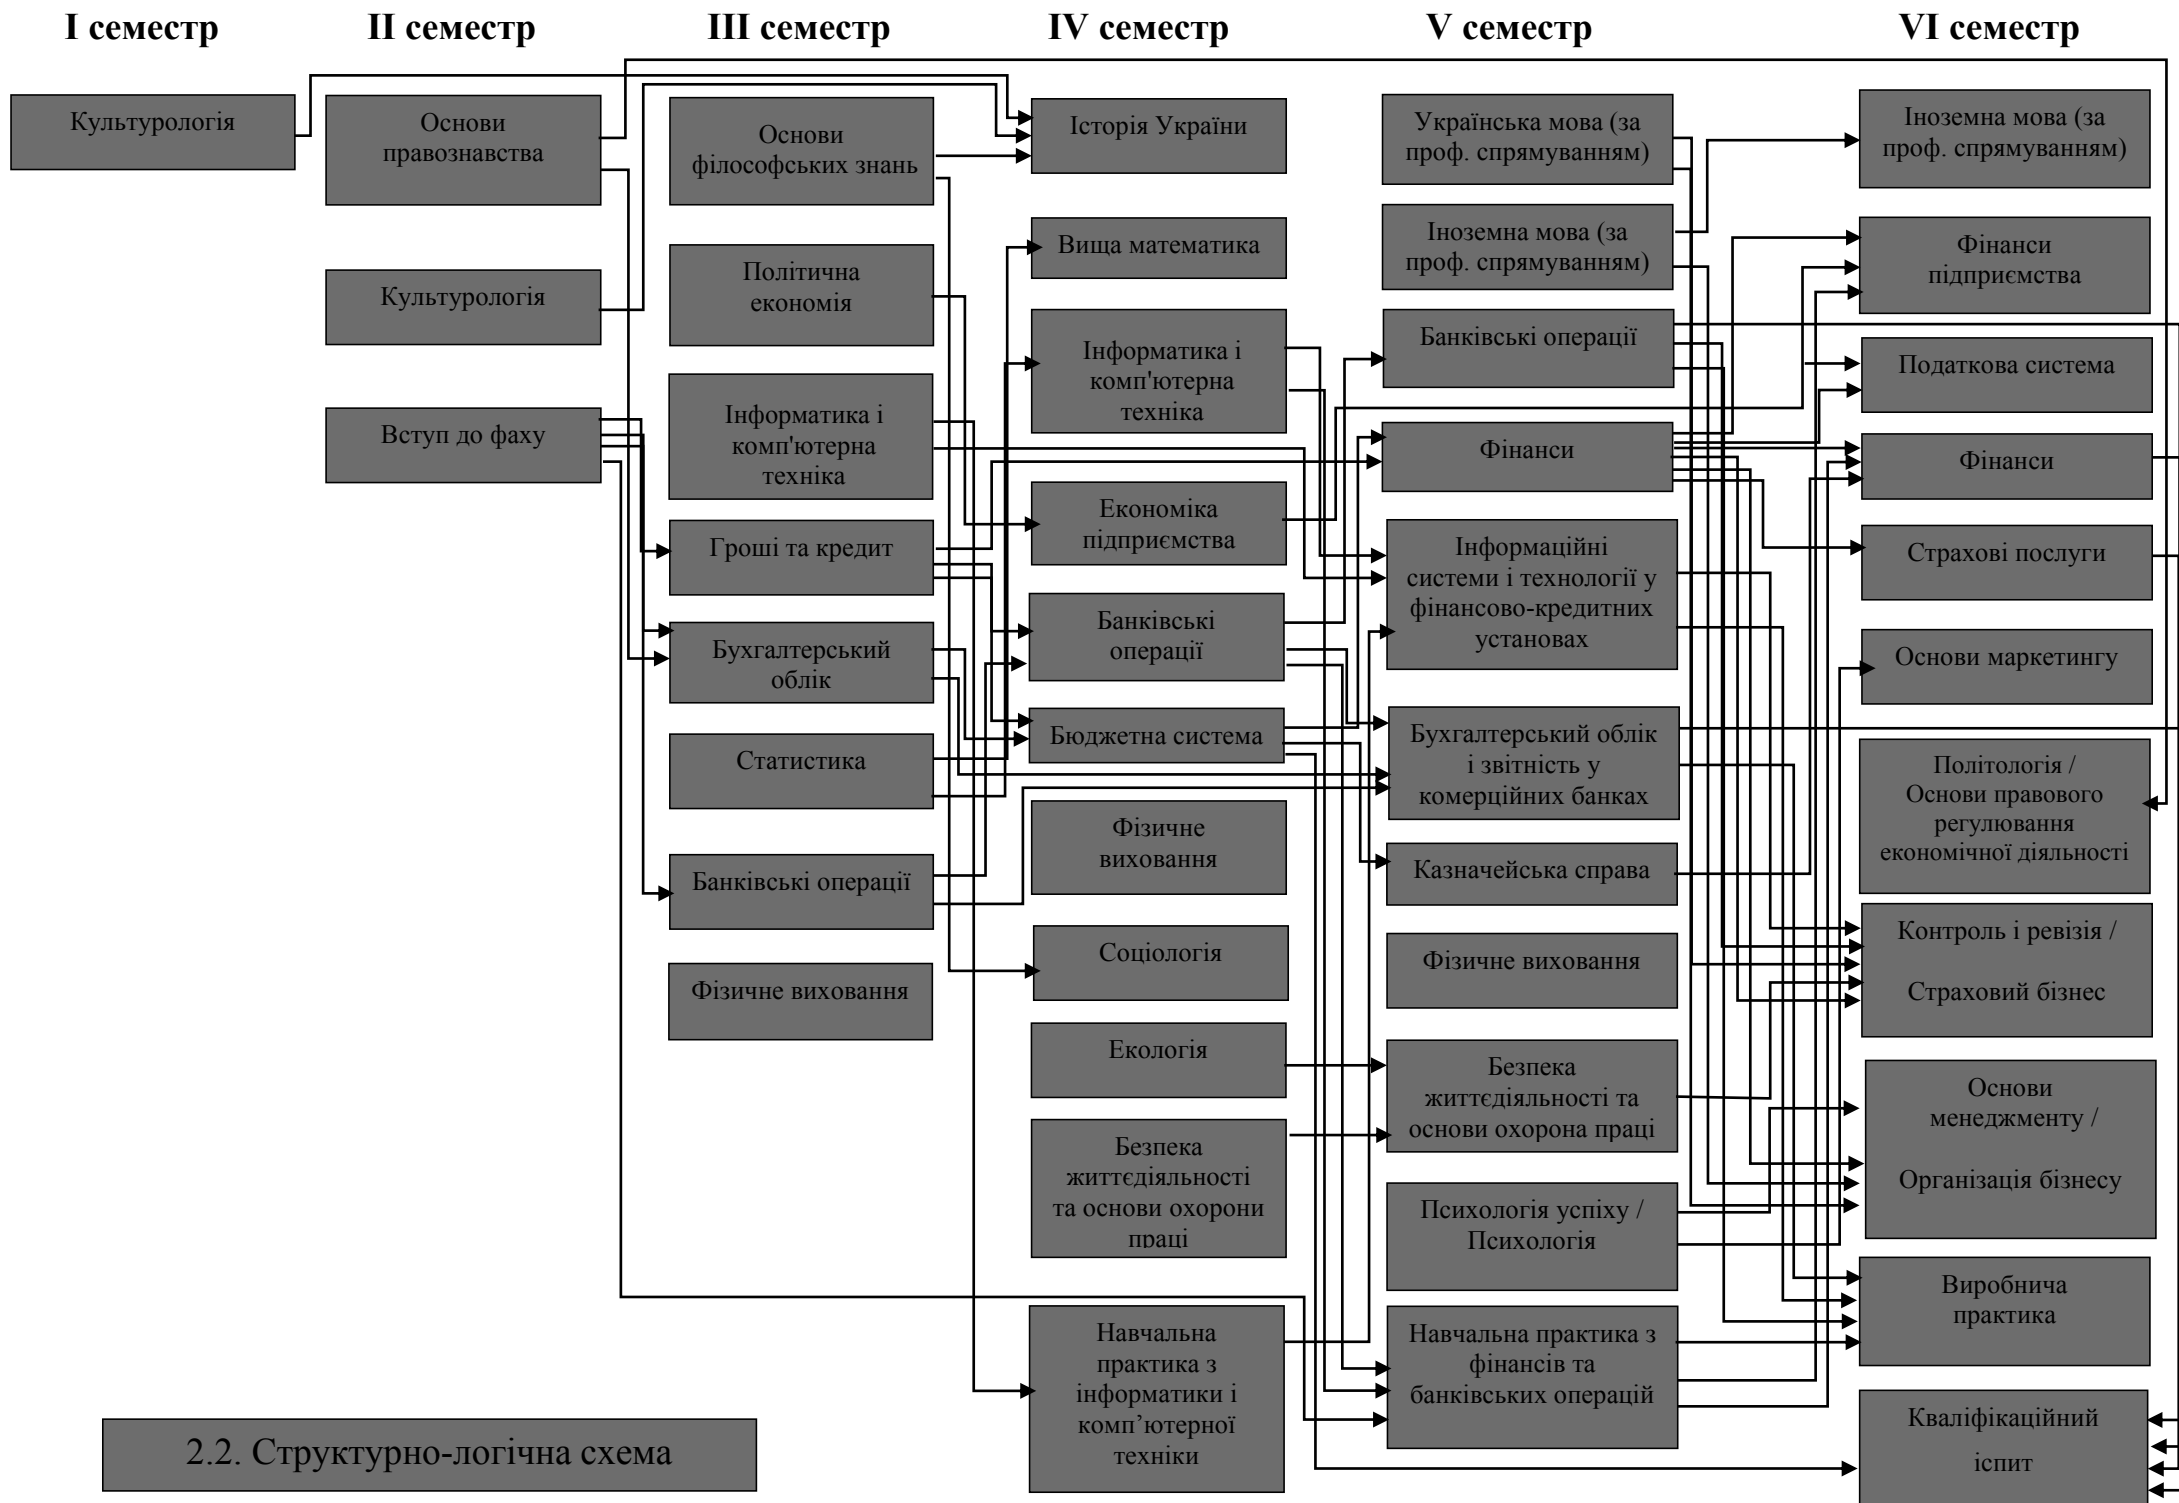 I семестр
II семестр
III семестр
IV семестр
V семестр
VI семестр
Культурологія
Основи
правознавства
Культурологія
Вступ до фаху
Основи
філософських знань
Політична
економія
Інформатика і
комп'ютерна
техніка
Гроші та кредит
Бухгалтерський
облік
Статистика
Банківські операції
Фізичне виховання
Історія України
Вища математика
Інформатика і
комп'ютерна
техніка
Економіка
підприємства
Банківські
операції
Бюджетна система
Фізичне
виховання
Соціологія
Екологія
Безпека
життєдіяльності
та основи охорони
праці
Навчальна
практика з
інформатики і
комп’ютерної
техніки
Українська мова (за
проф. спрямуванням)
Іноземна мова (за
проф. спрямуванням)
Банківські операції
Фінанси
Інформаційні
системи і технології у
фінансово-кредитних
установах
Бухгалтерський облік
і звітність у
комерційних банках
Казначейська справа
Фізичне виховання
Безпека
життєдіяльності та
основи охорона праці
Психологія успіху /
Психологія
Навчальна практика з
фінансів та
банківських операцій
Іноземна мова (за
проф. спрямуванням)
Фінанси
підприємства
Податкова система
Фінанси
Страхові послуги
Основи маркетингу
Політологія /
Основи правового
регулювання
економічної діяльності
Контроль і ревізія /
Страховий бізнес
Основи
менеджменту /
Організація бізнесу
Виробнича
практика
Кваліфікаційний
іспит
2.2. Структурно-логічна схема